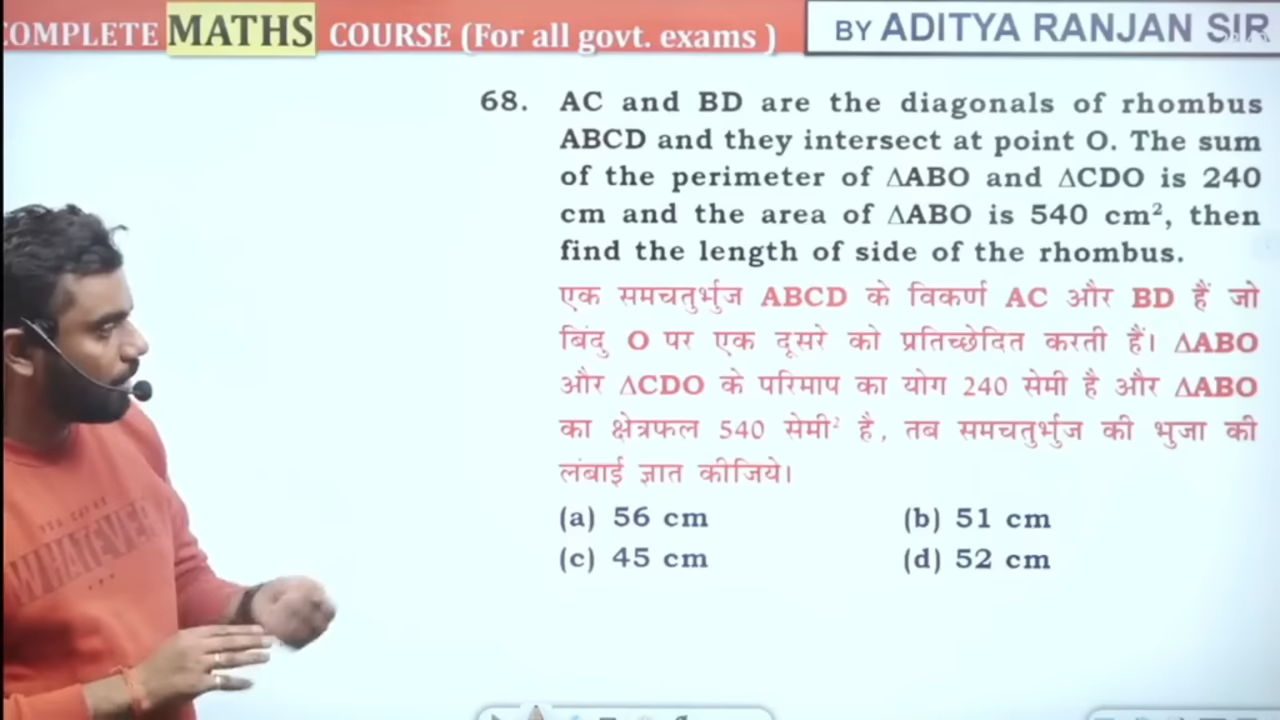 OMPLETE MATHS COURSE (For all govt. exams )
BY ADITYA RANJAN SIR
68. AC and BD are the diagonals of rhombus
ABCD and they intersect at point O. The sum
of the perimeter of ΔABO and ΔCDO is 240
cm and the area of ΔABO is 540 cm², then
find the length of side of the rhombus.
एक समचतुर्भुज ABCD के विकर्ण AC और BD हैं जो
बिंदु O पर एक दूसरे को प्रतिच्छेदित करती हैं। ΔABO
और ΔCDO के परिमाप का योग 240 सेमी है और ΔABO
का क्षेत्रफल 540 सेमी² है, तब समचतुर्भुज की भुजा की
लंबाई ज्ञात कीजिये।
(a) 56 cm (b) 51 cm
(c) 45 cm (d) 52 cm
WHATEVER